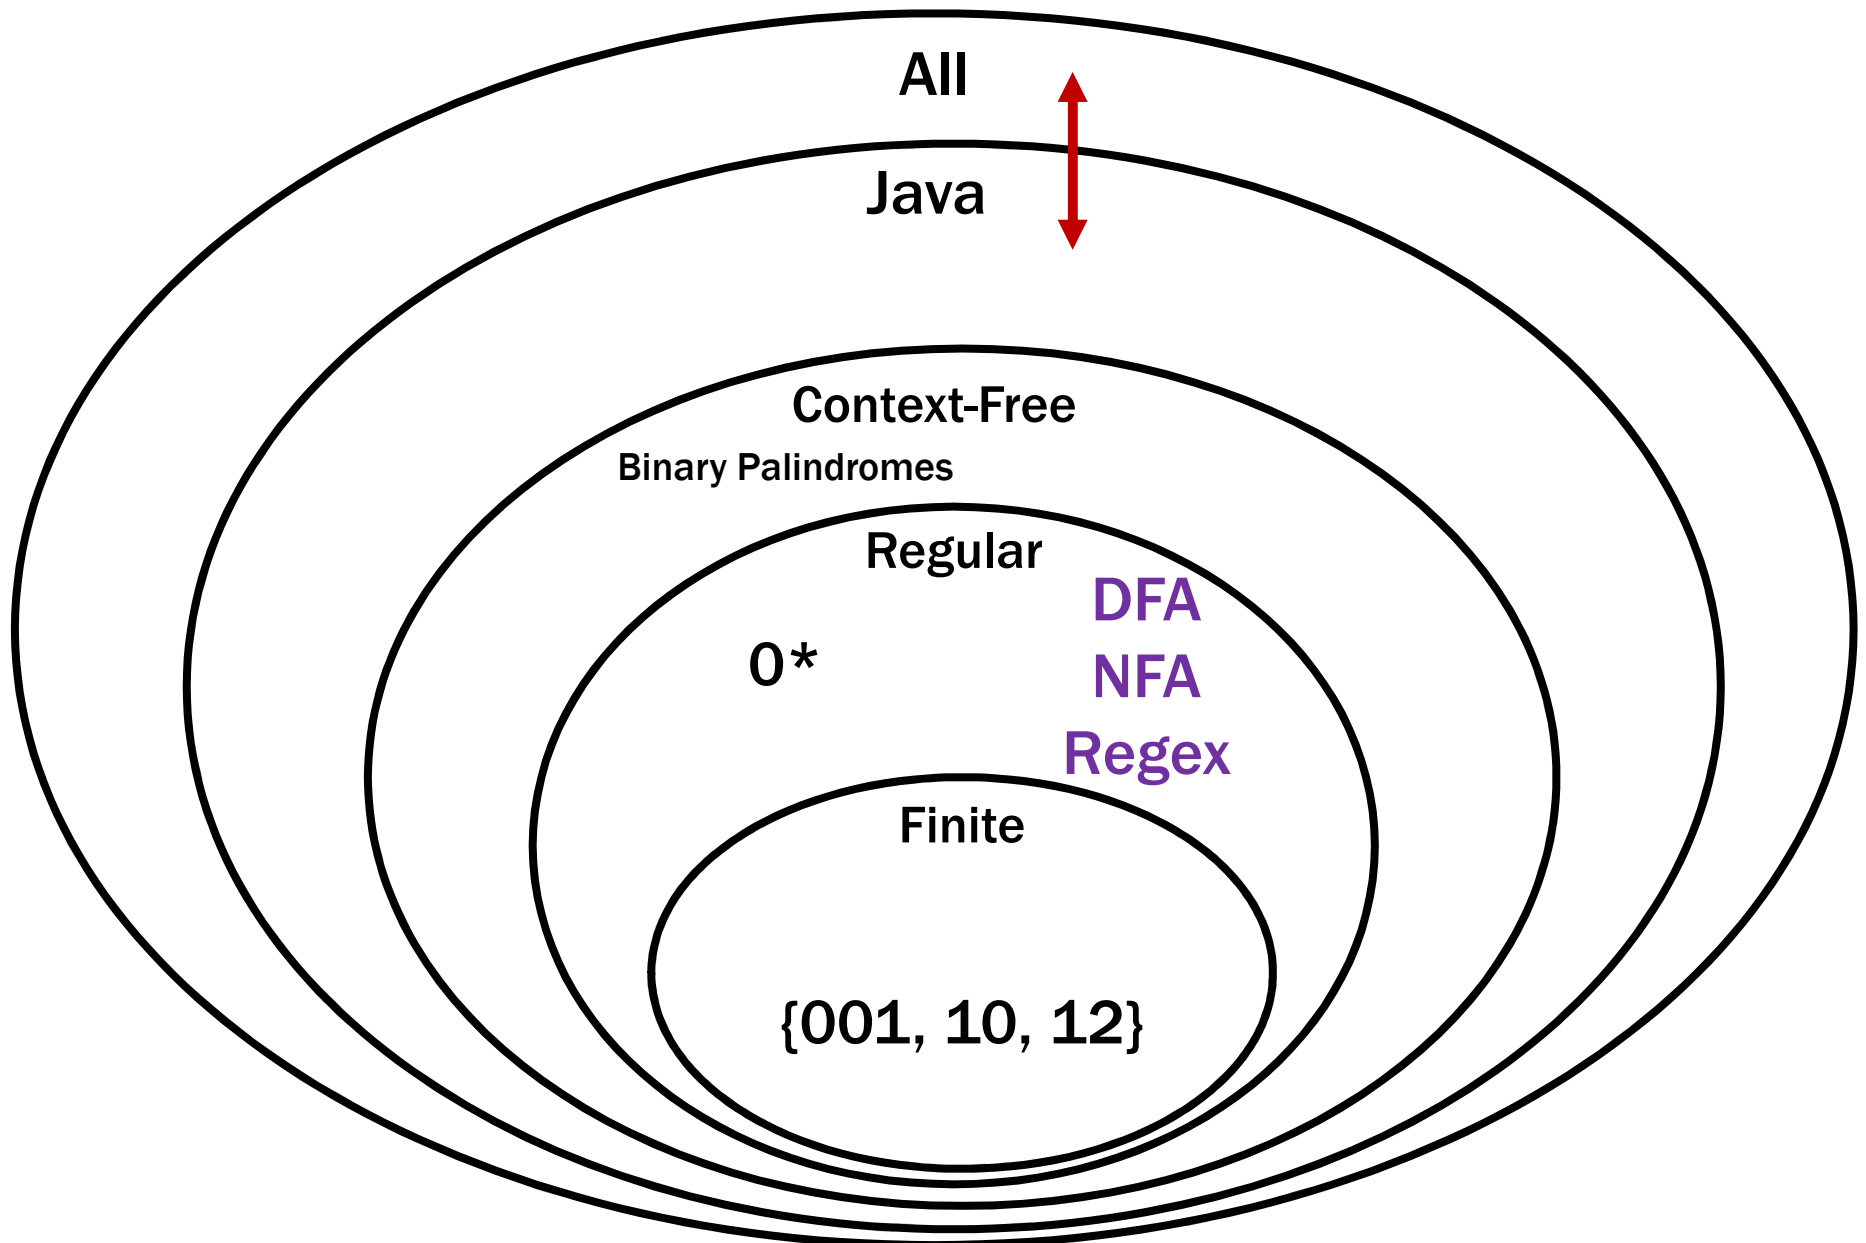 All
Java
Context-Free
Binary Palindromes
Regular
DFA
0*
NFA
Regex
Finite
{001, 10, 12}